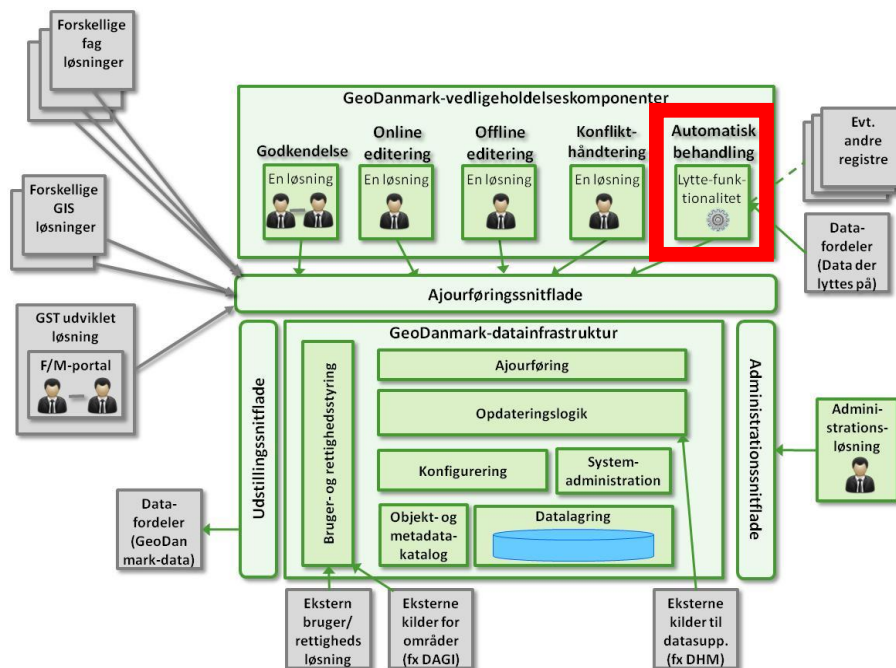 Forskellige
fag
løsninger
Forskellige
GIS
løsninger
GST udviklet
løsning
F/M-portal
GeoDanmark-vedligeholdelseskomponenter
Godkendelse
En løsning
Online
editering
En løsning
Offline
editering
En løsning
Konflikt-
håndtering
En løsning
Automatisk
behandling
Lytte-funk-
tionalitet
Evt.
andre
registre
Data-
fordeler
(Data der
lyttes på)
Ajourføringssnitflade
Udstillingssnitflade
GeoDanmark-datainfrastruktur
Bruger- og rettighedsstyring
Ajourføring
Opdateringslogik
Konfigurering
System-
administration
Objekt- og
metadata-
katalog
Datalagring
Administrationssnitflade
Admini-
strations-
løsning
Data-
fordeler
(GeoDan
mark-data)
Ekstern
bruger/
rettigheds
løsning
Eksterne
kilder for
områder
(fx DAGI)
Eksterne
kilder til
datasupp.
(fx DHM)